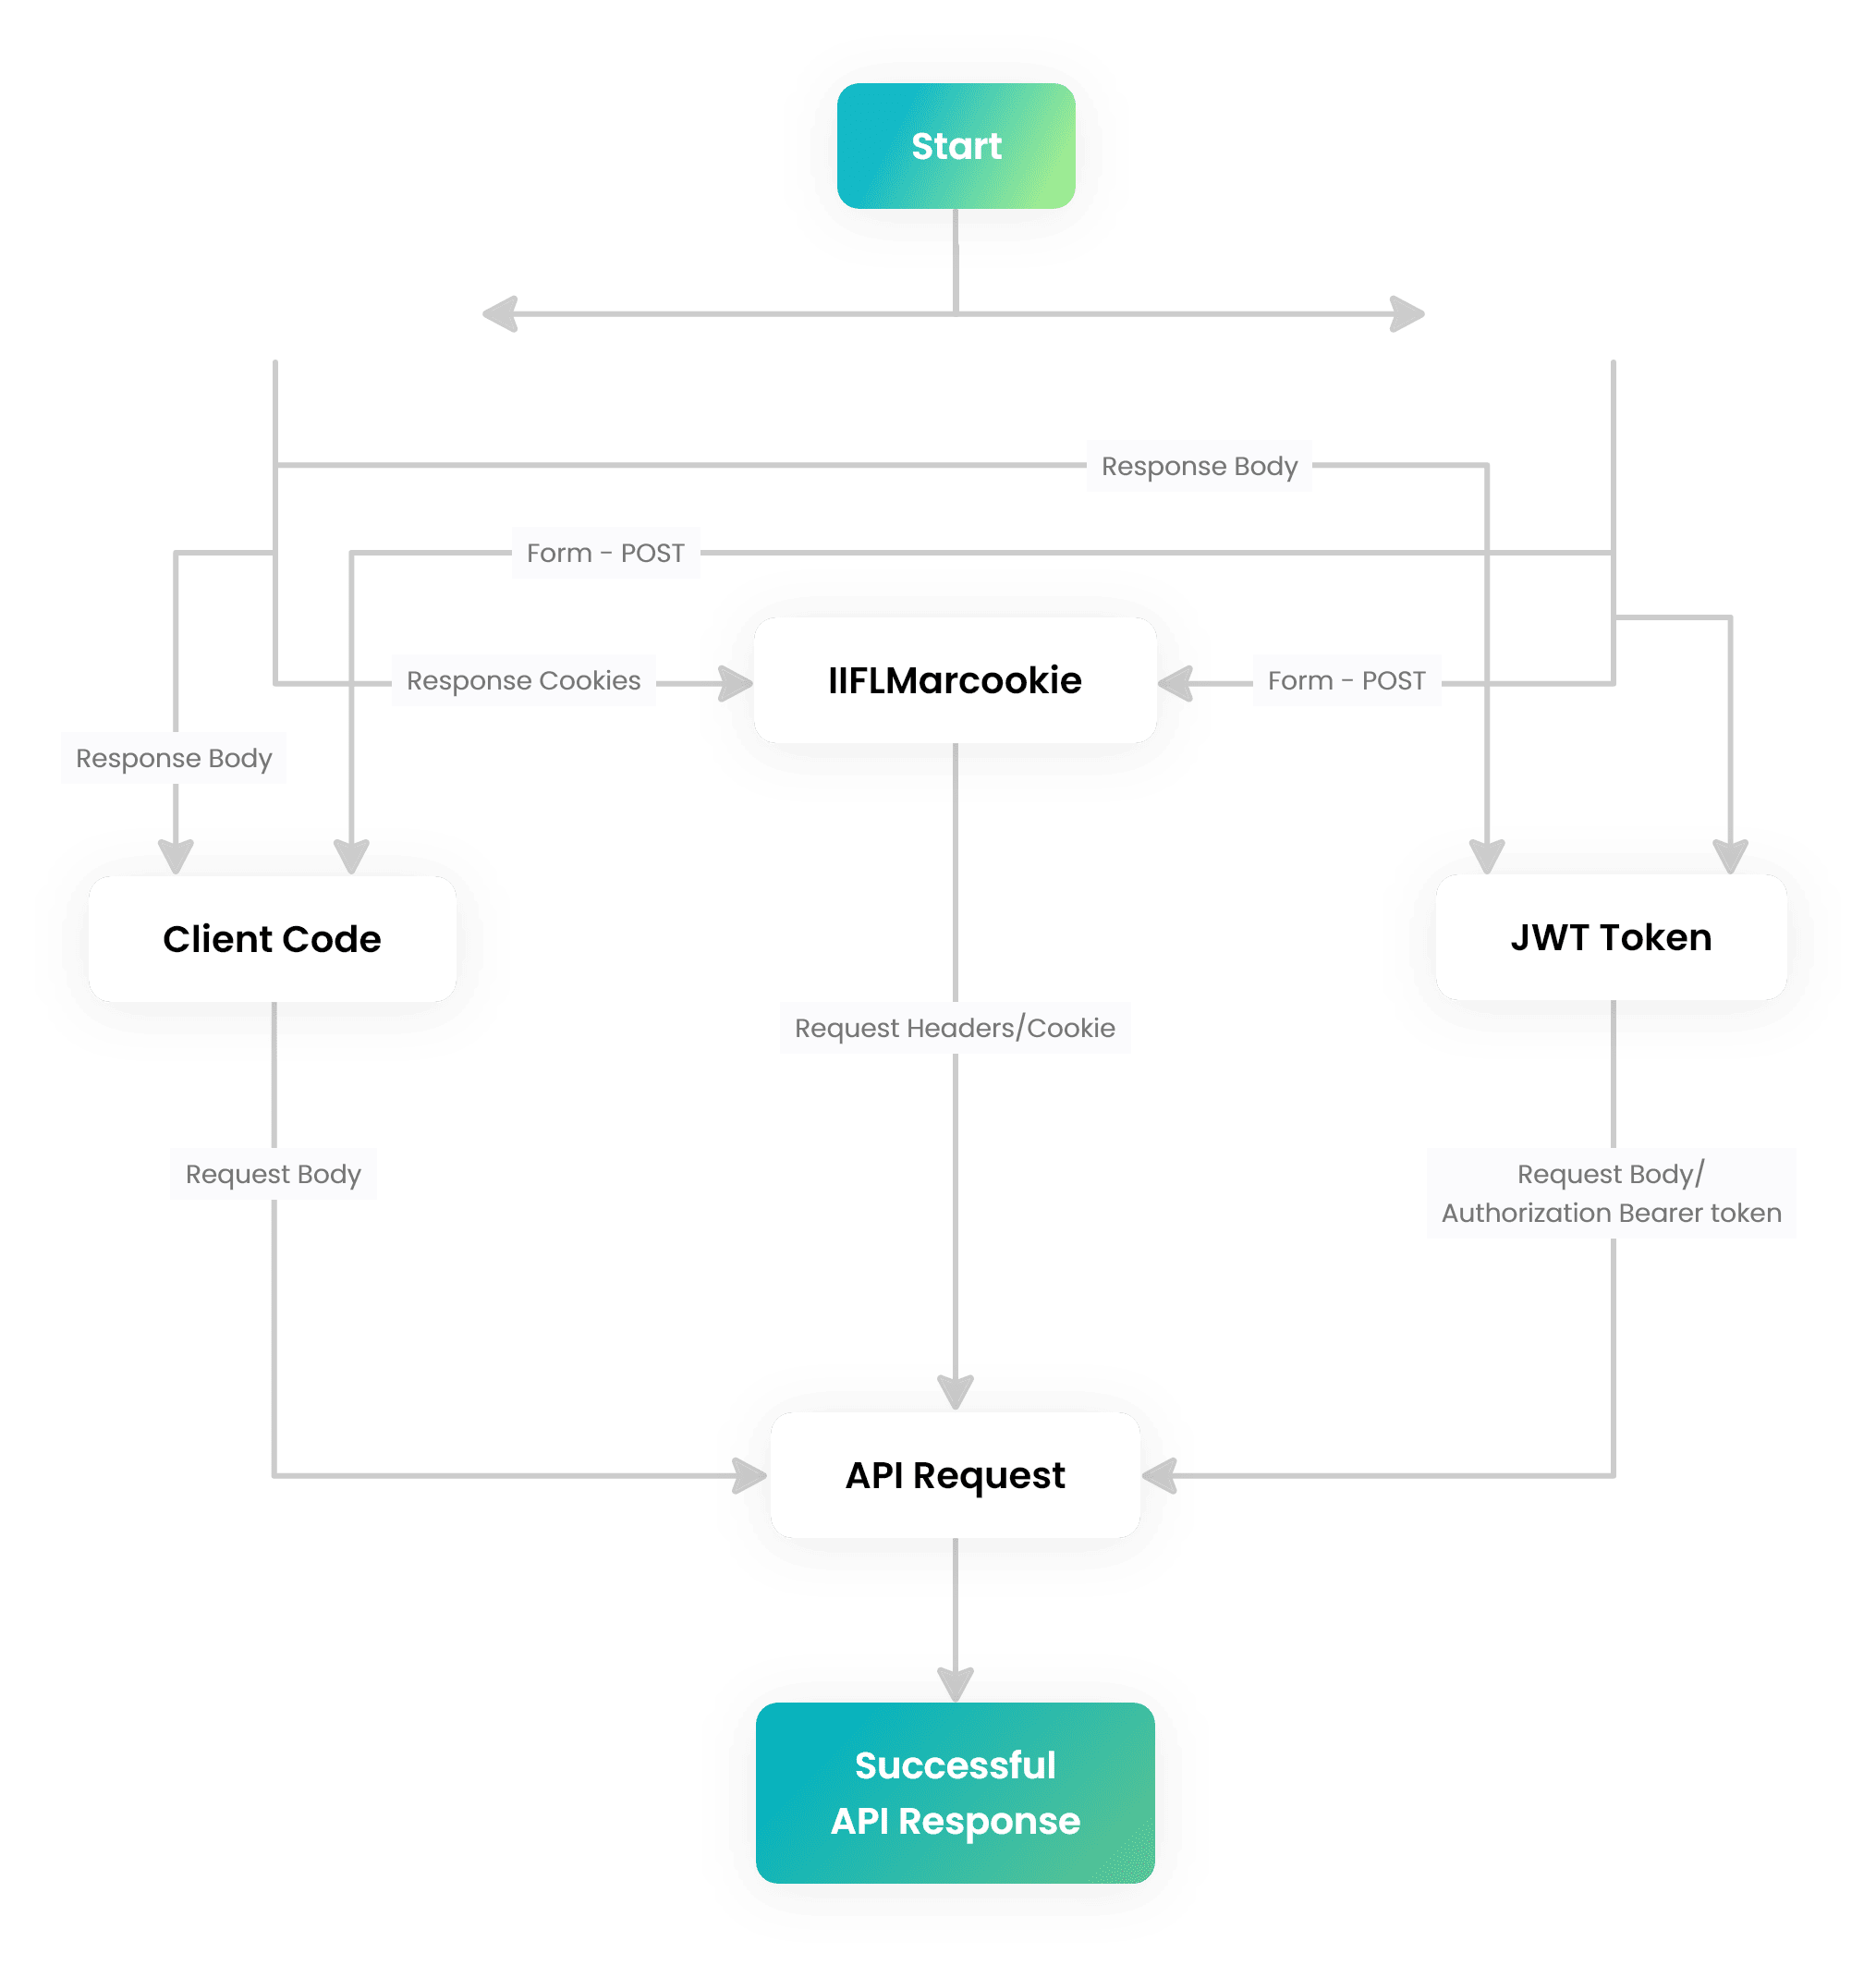 Start
Response Body
Form - POST
IIFLMarcookie
Response Cookies
Form - POST
Response Body
Client Code
JWT Token
Request Headers/Cookie
Request Body
Request Body/
Authorization Bearer token
API Request
Successful
API Response